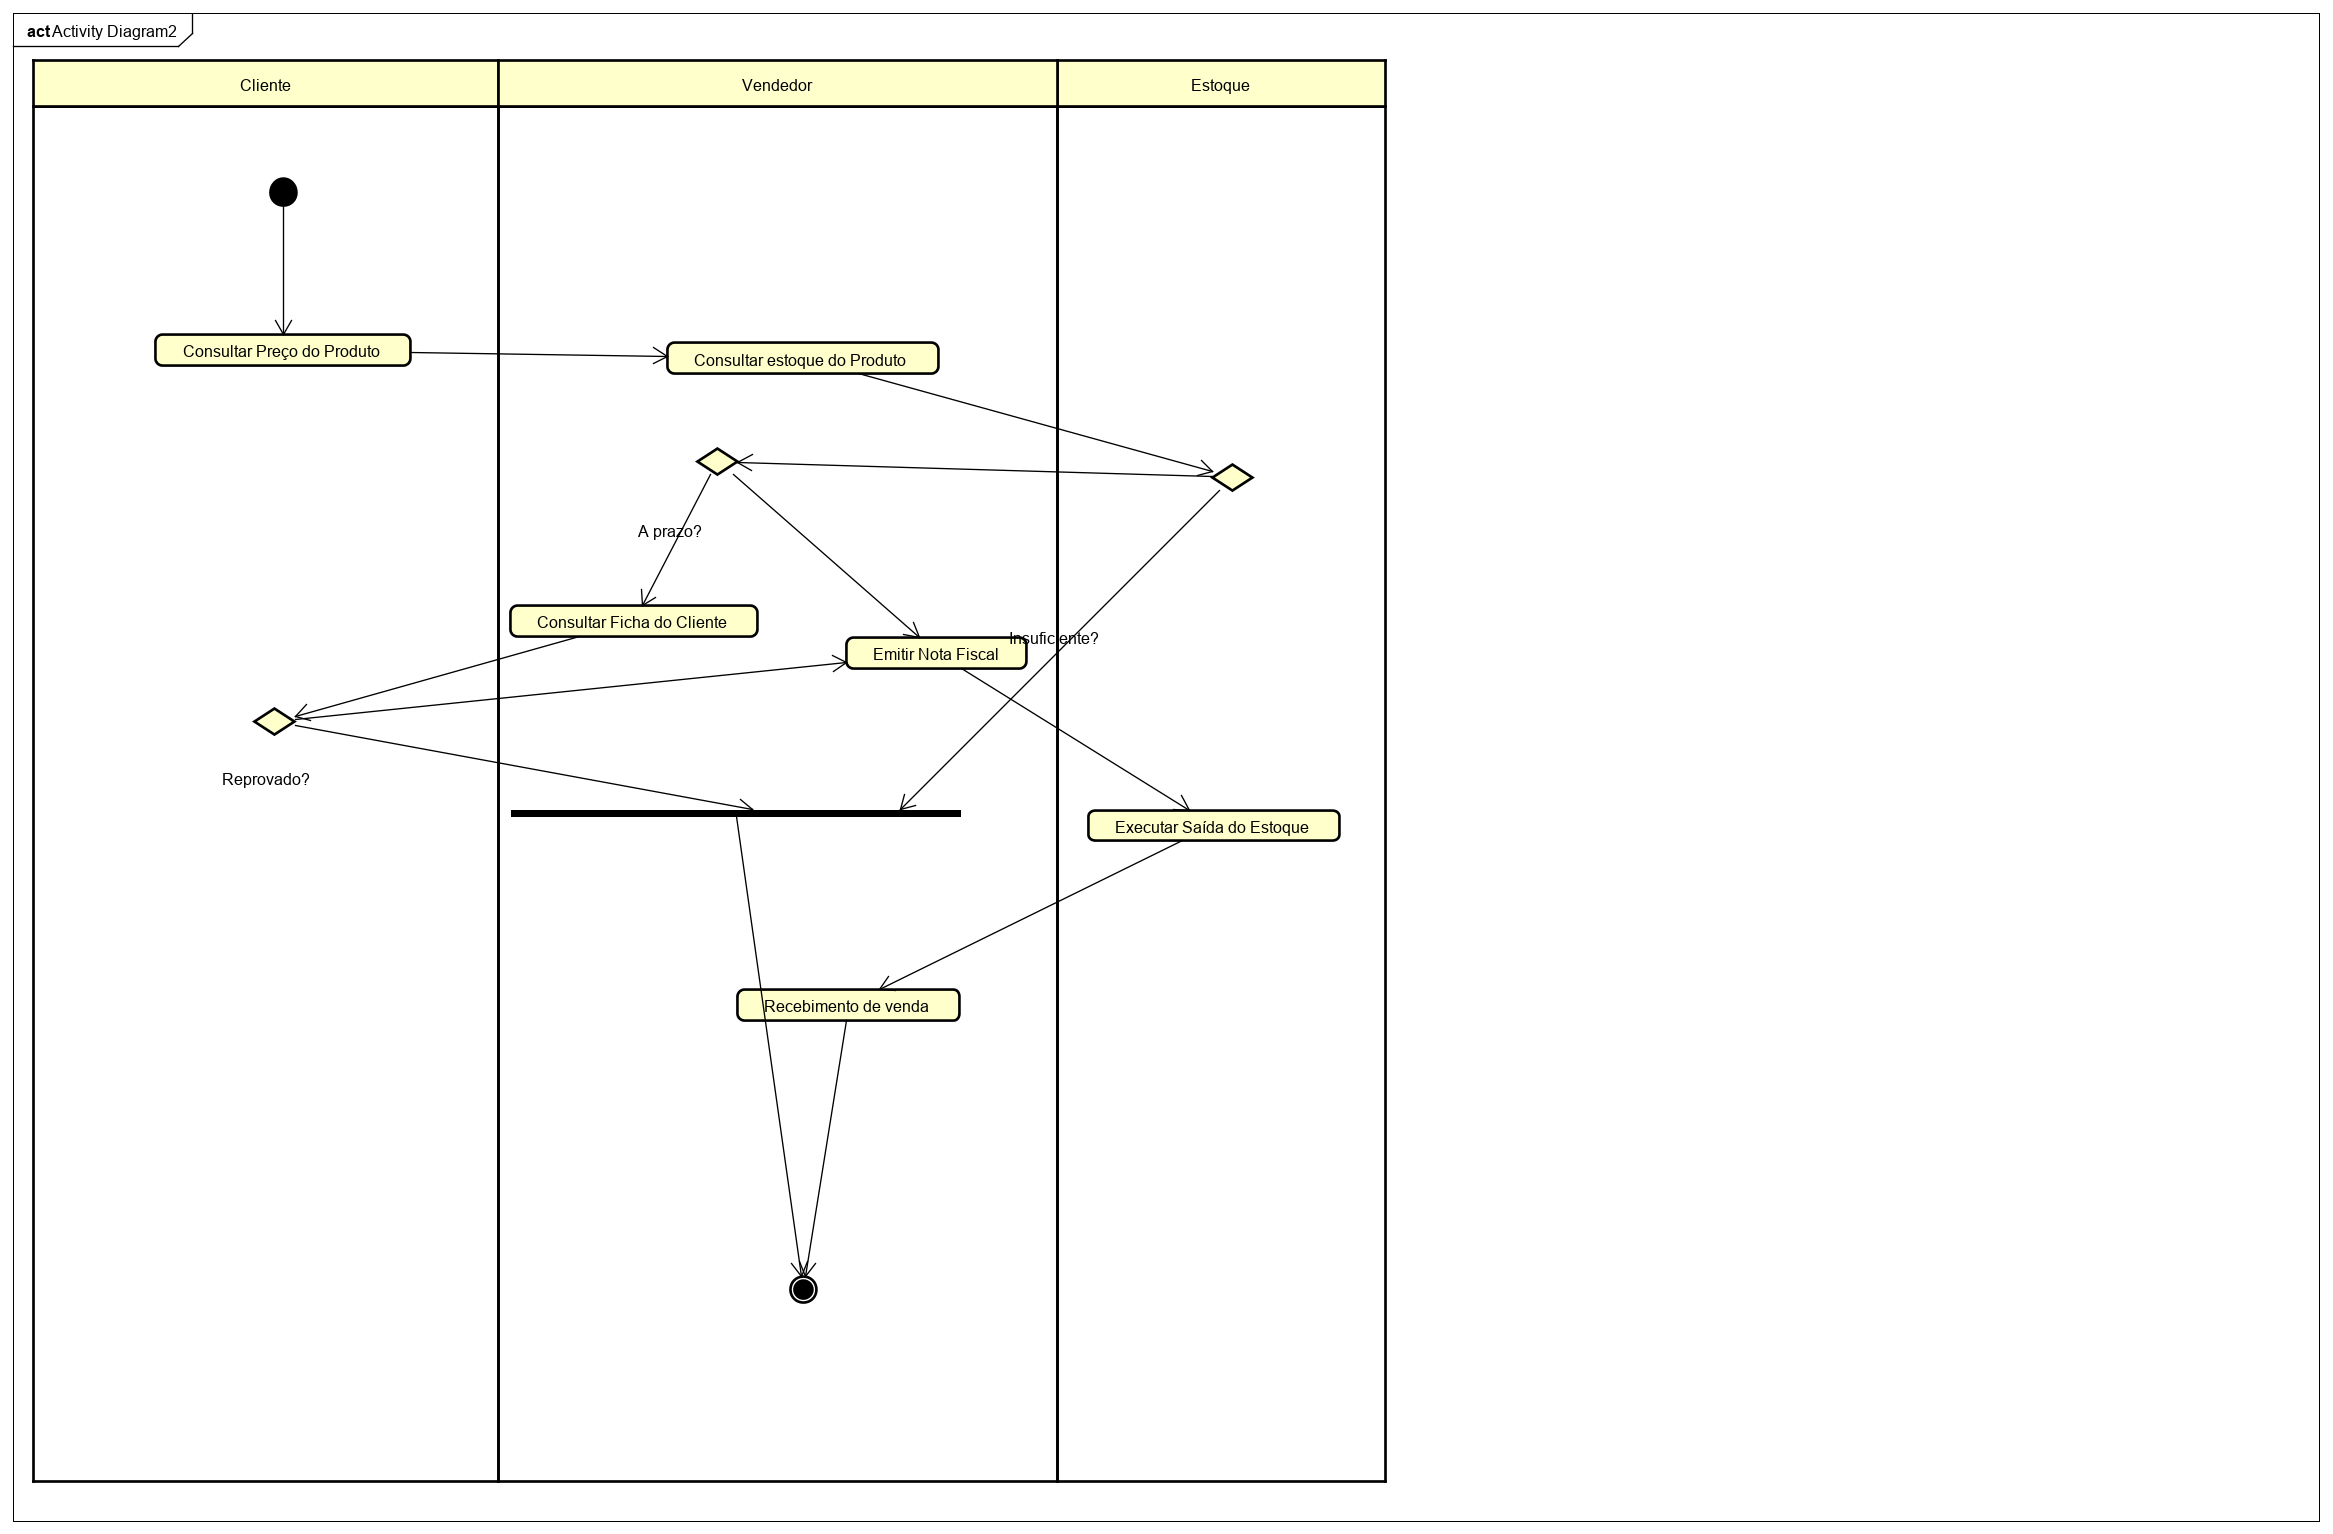 act Activity Diagram2
Cliente
Vendedor
Estoque
Consultar Preço do Produto
Consultar estoque do Produto
A prazo?
Consultar Ficha do Cliente
Insuficiente?
Emitir Nota Fiscal
Reprovado?
Executar Saída do Estoque
Recebimento de venda